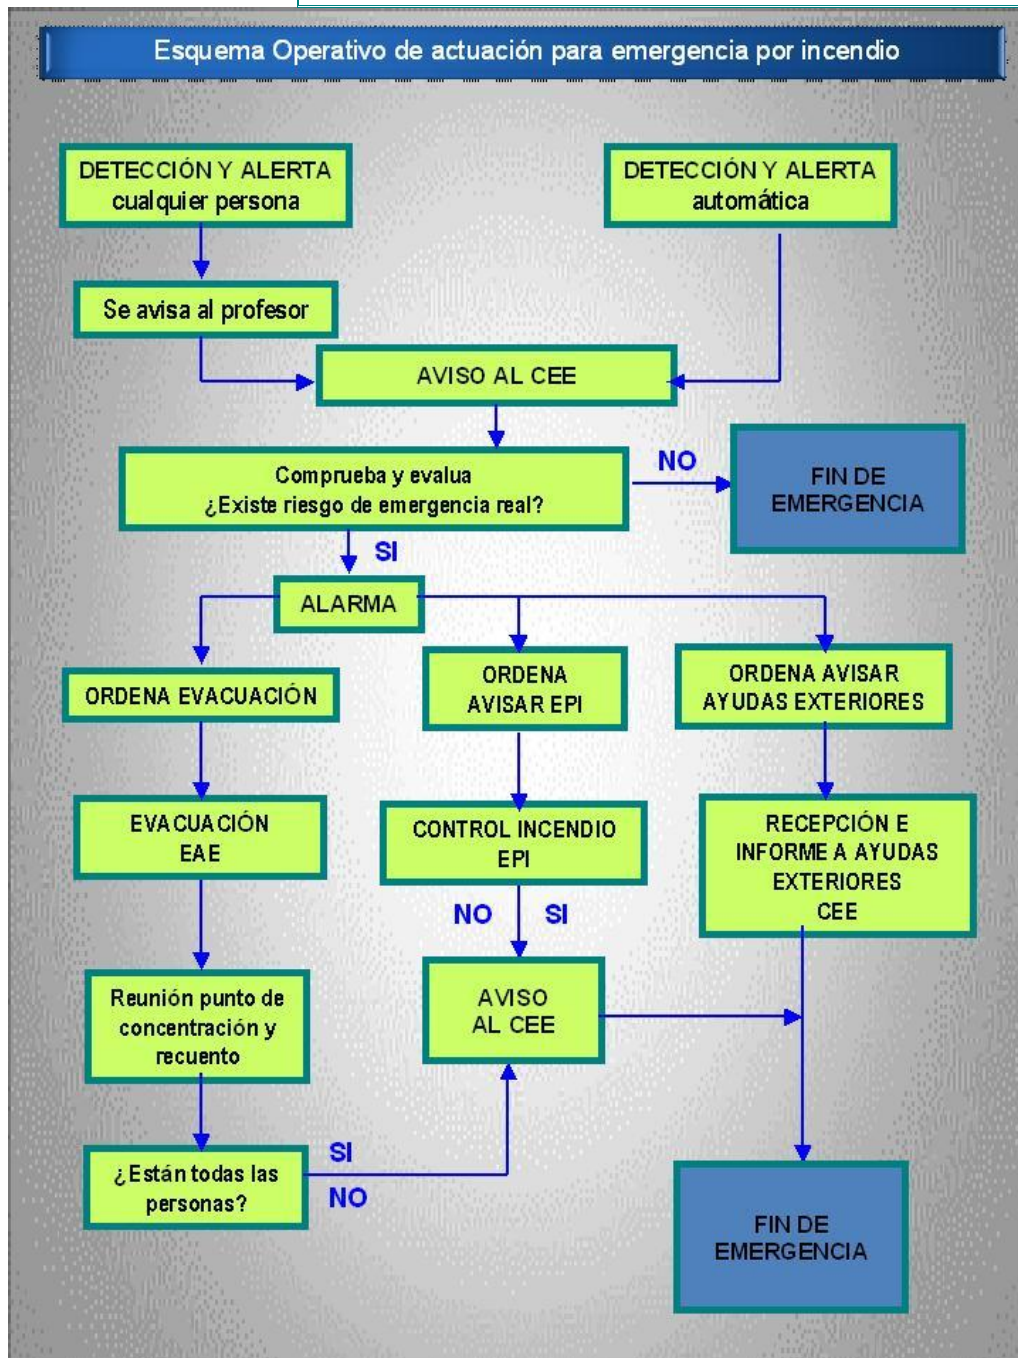 Esquema Operativo de actuación para emergencia por incendio
DETECCIÓN Y ALERTA
cualquier persona
DETECCIÓN Y ALERTA
automática
Se avisa al profesor
AVISO AL CEE
Comprueba y evalua
¿Existe riesgo de emergencia real?
NO
FIN DE
EMERGENCIA
SI
ALARMA
ORDENA EVACUACIÓN
ORDENA
AVISAR EPI
ORDENA AVISAR
AYUDAS EXTERIORES
EVACUACIÓN
EAE
CONTROL INCENDIO
EPI
RECEPCIÓN E
INFORME A AYUDAS
EXTERIORES
CEE
NO SI
Reunión punto de
concentración y
recuento
AVISO
AL CEE
¿Están todas las
personas?
SI
NO
FIN DE
EMERGENCIA